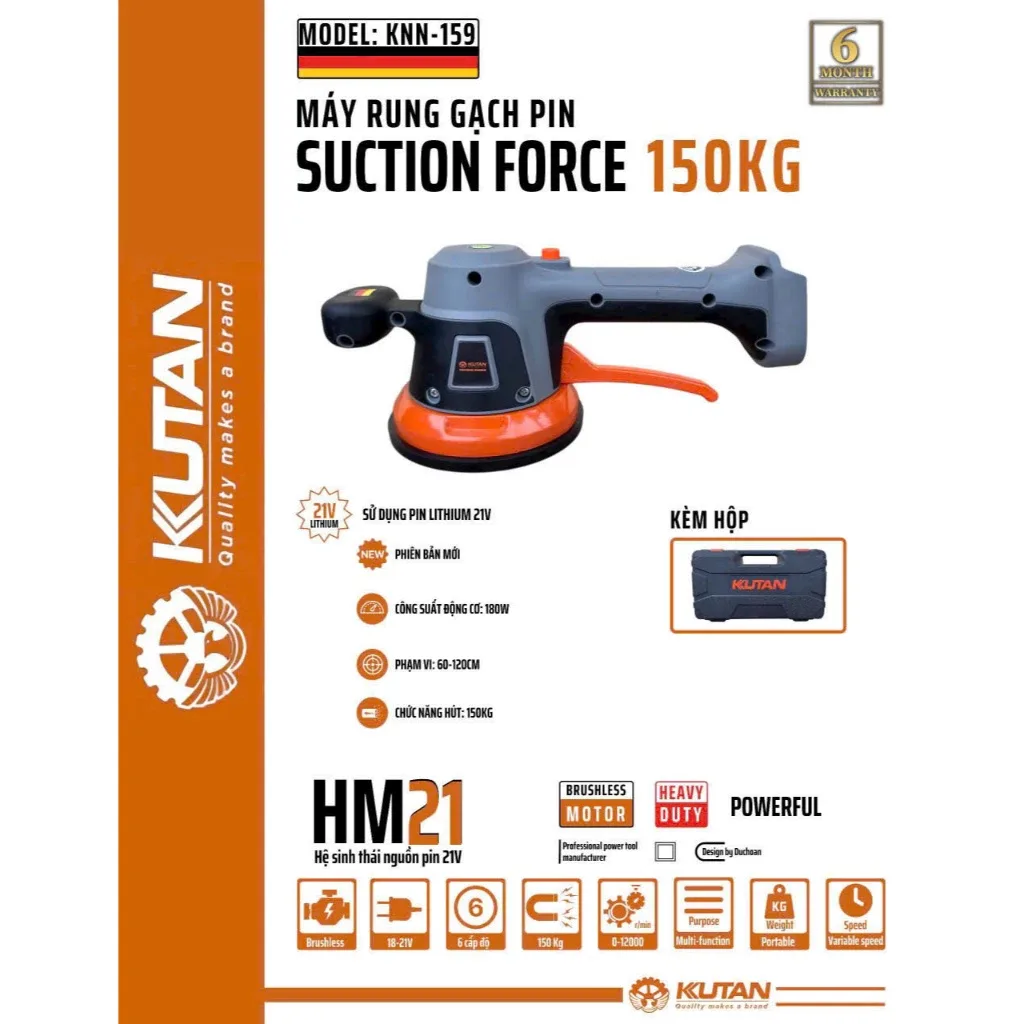 MODEL: KNN-159
6
MONTH
WARRANTY
MÁY RUNG GẠCH PIN
SUCTION FORCE 150KG
KUTAN
Quality makes a brand
KUTAN
21V
LITHIUM
SỬ DỤNG PIN LITHIUM 21V
NEW
PHIÊN BẢN MỚI
CÔNG SUẤT ĐỘNG CƠ: 180W
PHẠM VI: 60-120CM
CHỨC NĂNG HÚT: 150KG
KÈM HỘP
KUTAN
HM21
Hệ sinh thái nguồn pin 21V
BRUSHLESS
MOTOR
HEAVY
DUTY
POWERFUL
Professional power tool
manufacturer
Design by Duchoan
Brushless
18-21V
6
6 cấp độ
150 Kg
r/min
0-12000
Purpose
Multi-function
KG
Weight
Portable
Speed
Variable speed
KUTAN
Quality makes a brand